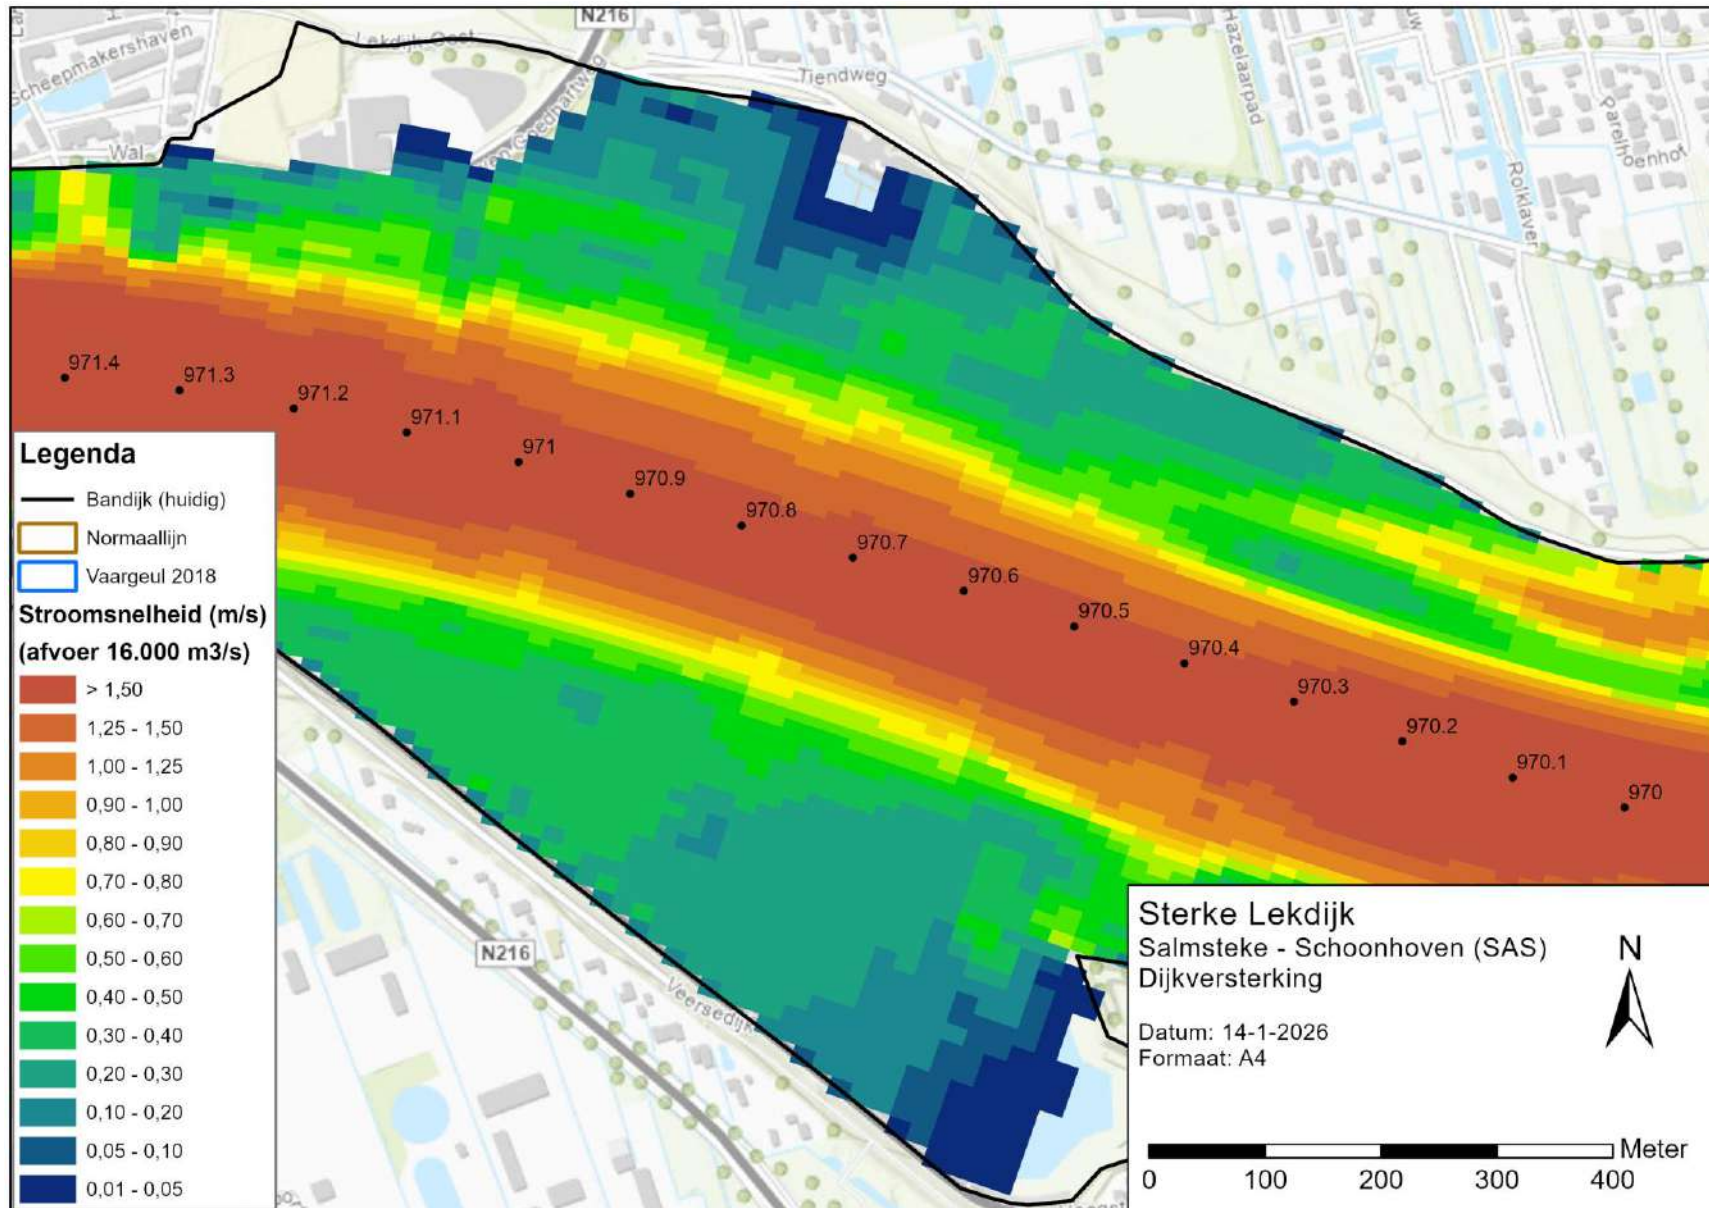 N216
Lekdijk Oost
Scheepmakershaven
Wal
Tiendweg
Hazelaarpad
Parelhoenhof
Rolklaver
971.4
971.3
971.2
971.1
971
970.9
970.8
970.7
970.6
970.5
970.4
970.3
970.2
970.1
970
Legenda
Bandijk (huidig)
Normaallijn
Vaargeul 2018
Stroomsnelheid (m/s)
(afvoer 16.000 m3/s)
> 1,50
1,25 - 1,50
1,00 - 1,25
0,90 - 1,00
0,80 - 0,90
0,70 - 0,80
0,60 - 0,70
0,50 - 0,60
0,40 - 0,50
0,30 - 0,40
0,20 - 0,30
0,10 - 0,20
0,05 - 0,10
0,01 - 0,05
N216
Veersedijk
Sterke Lekdijk
Salmsteke - Schoonhoven (SAS)
Dijkversterking
Datum: 14-1-2026
Formaat: A4
N
Meter
0 100 200 300 400